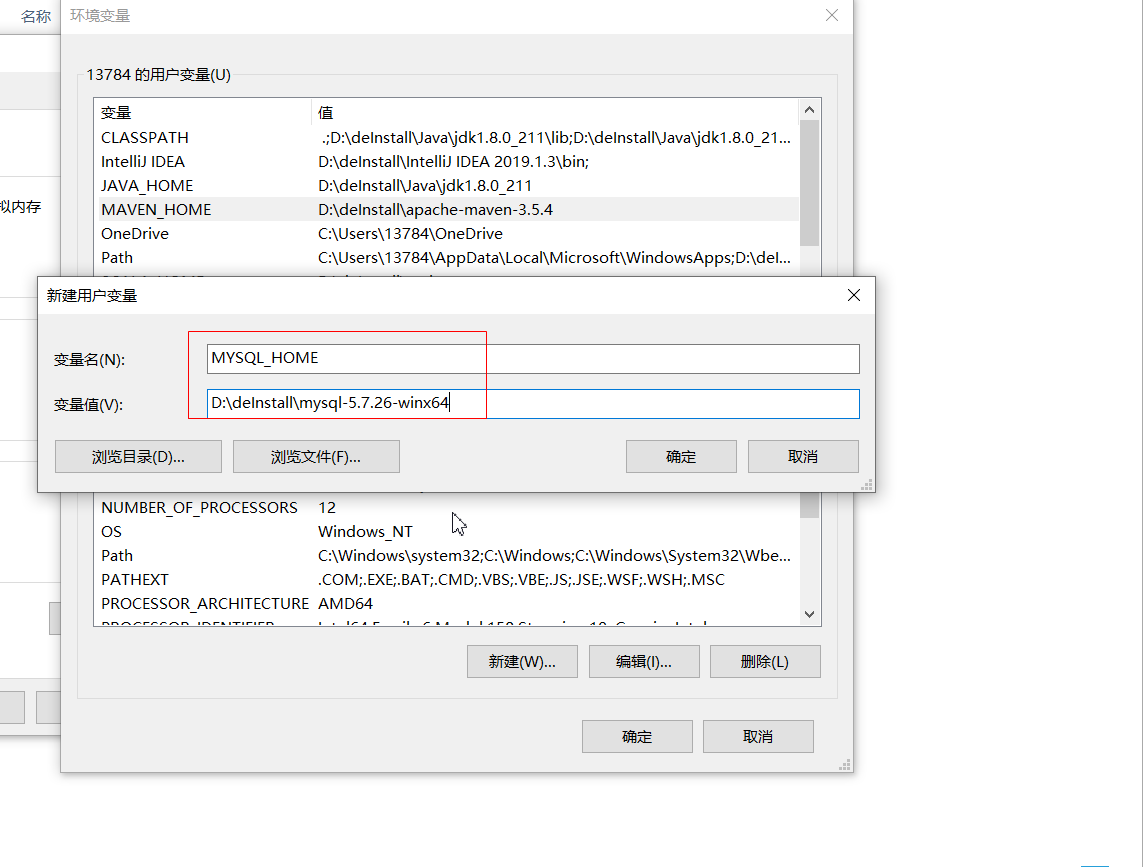 名称
环境变量
13784 的用户变量(U)
变量 值
CLASSPATH .;D:\deInstall\Java\jdk1.8.0_211\lib;D:\deInstall\Java\jdk1.8.0_21...
IntelliJ IDEA D:\deInstall\IntelliJ IDEA 2019.1.3\bin;
JAVA_HOME D:\deInstall\Java\jdk1.8.0_211
拟内存
MAVEN_HOME D:\deInstall\apache-maven-3.5.4
OneDrive C:\Users\13784\OneDrive
Path C:\Users\13784\AppData\Local\Microsoft\WindowsApps;D:\del...
新建用户变量
变量名(N): MYSQL_HOME
变量值(V): D:\deInstall\mysql-5.7.26-winx64
浏览目录(D)... 浏览文件(F)... 确定 取消
NUMBER_OF_PROCESSORS 12
OS Windows_NT
Path C:\Windows\system32;C:\Windows;C:\Windows\System32\Wbe...
PATHEXT .COM;.EXE;.BAT;.CMD;.VBS;.VBE;.JS;.JSE;.WSF;.WSH;.MSC
PROCESSOR_ARCHITECTURE AMD64
新建(W)... 编辑(I)... 删除(L)
确定 取消